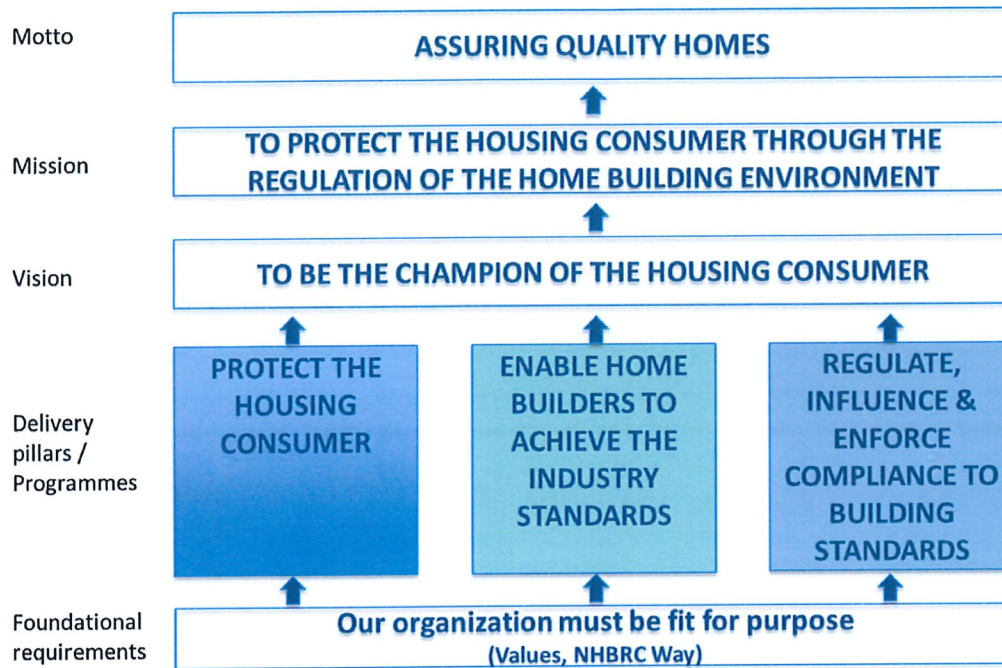 Motto
ASSURING QUALITY HOMES
Mission
TO PROTECT THE HOUSING CONSUMER THROUGH THE
REGULATION OF THE HOME BUILDING ENVIRONMENT
Vision
TO BE THE CHAMPION OF THE HOUSING CONSUMER
Delivery
pillars /
Programmes
PROTECT THE
HOUSING
CONSUMER
ENABLE HOME
BUILDERS TO
ACHIEVE THE
INDUSTRY
STANDARDS
REGULATE,
INFLUENCE &
ENFORCE
COMPLIANCE TO
BUILDING
STANDARDS
Foundational
requirements
Our organization must be fit for purpose
(Values, NHBRC Way)